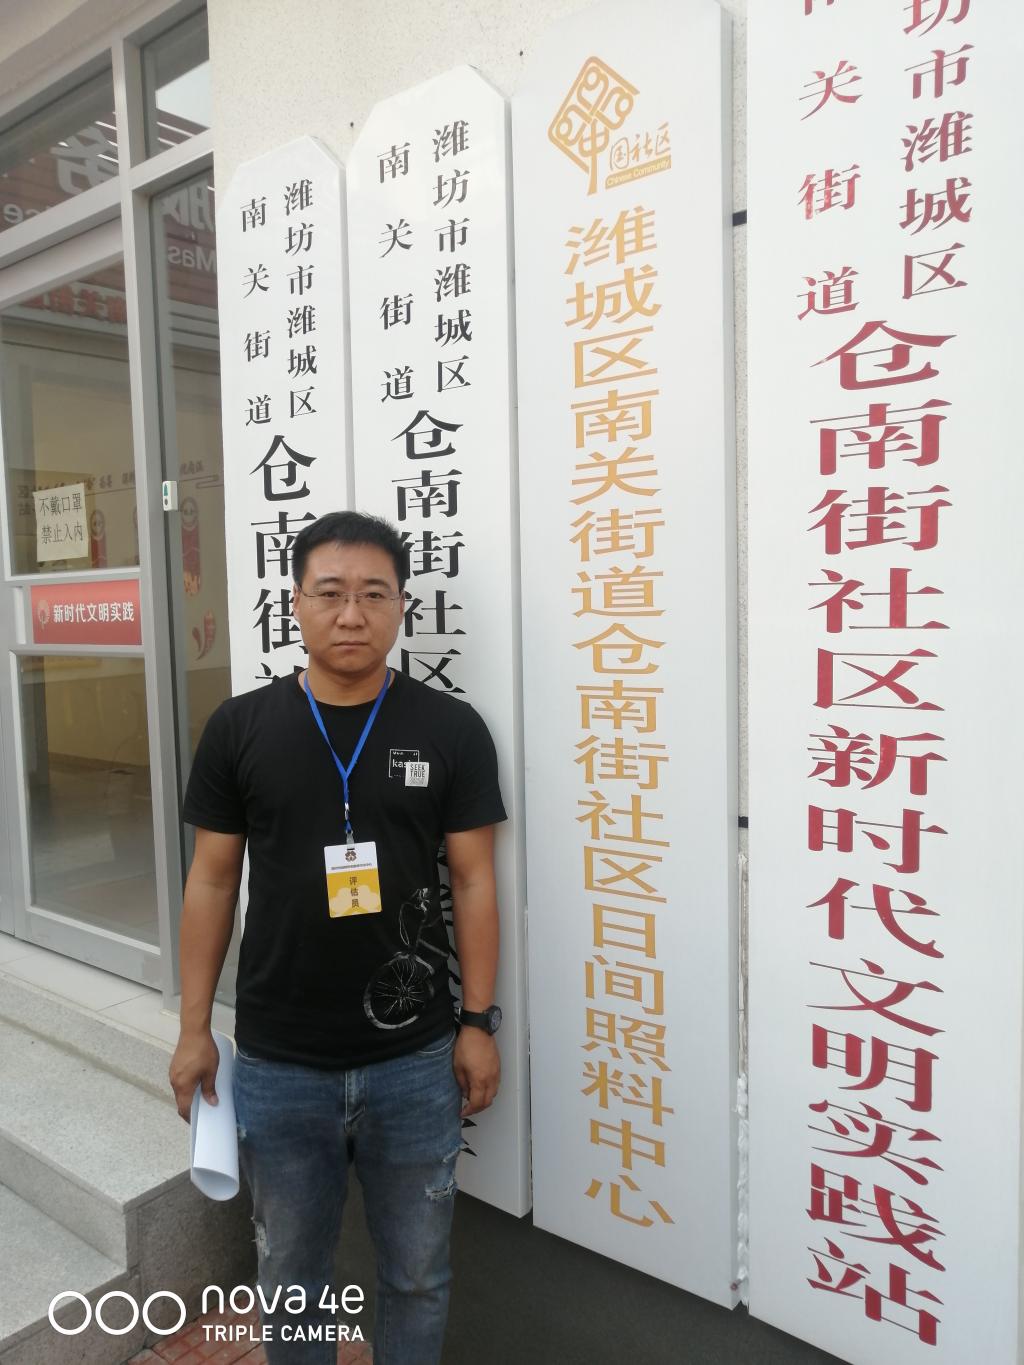 不戴口罩
禁止入内
新时代文明实践
潍坊市潍城区
南关街道
仓南街
潍坊市潍城区
南关街道
仓南街社区
中国社区
Chinese Community
潍城区南关街道仓南街社区日间照料中心
坊市潍城区
关街道
仓南街社区新时代文明实践站
kas
SEEK
TRUE
评估员
nova 4e
TRIPLE CAMERA